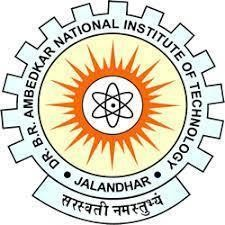 DR. B.R. AMBEDKAR NATIONAL INSTITUTE OF TECHNOLOGY
· JALANDHAR ·
सरस्वती नमस्तुभ्यं